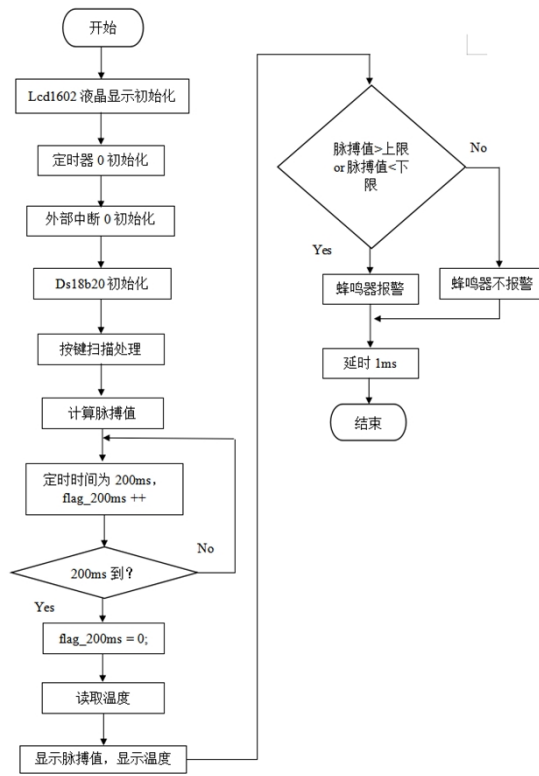 开始
Lcd1602 液晶显示初始化
定时器 0 初始化
外部中断 0 初始化
Ds18b20 初始化
按键扫描处理
计算脉搏值
定时时间为 200ms，
flag_200ms ++
No
200ms 到？
Yes
flag_200ms = 0;
读取温度
显示脉搏值，显示温度
脉搏值>上限
or 脉搏值<下
限
No
Yes
蜂鸣器报警
蜂鸣器不报警
延时 1ms
结束